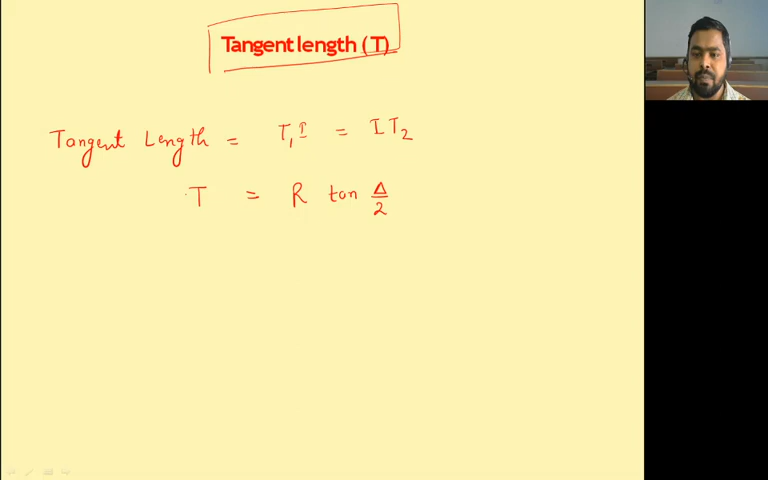 Tangent length (T)
Tangent Length = T₁I = IT₂
T = R tan Δ/2